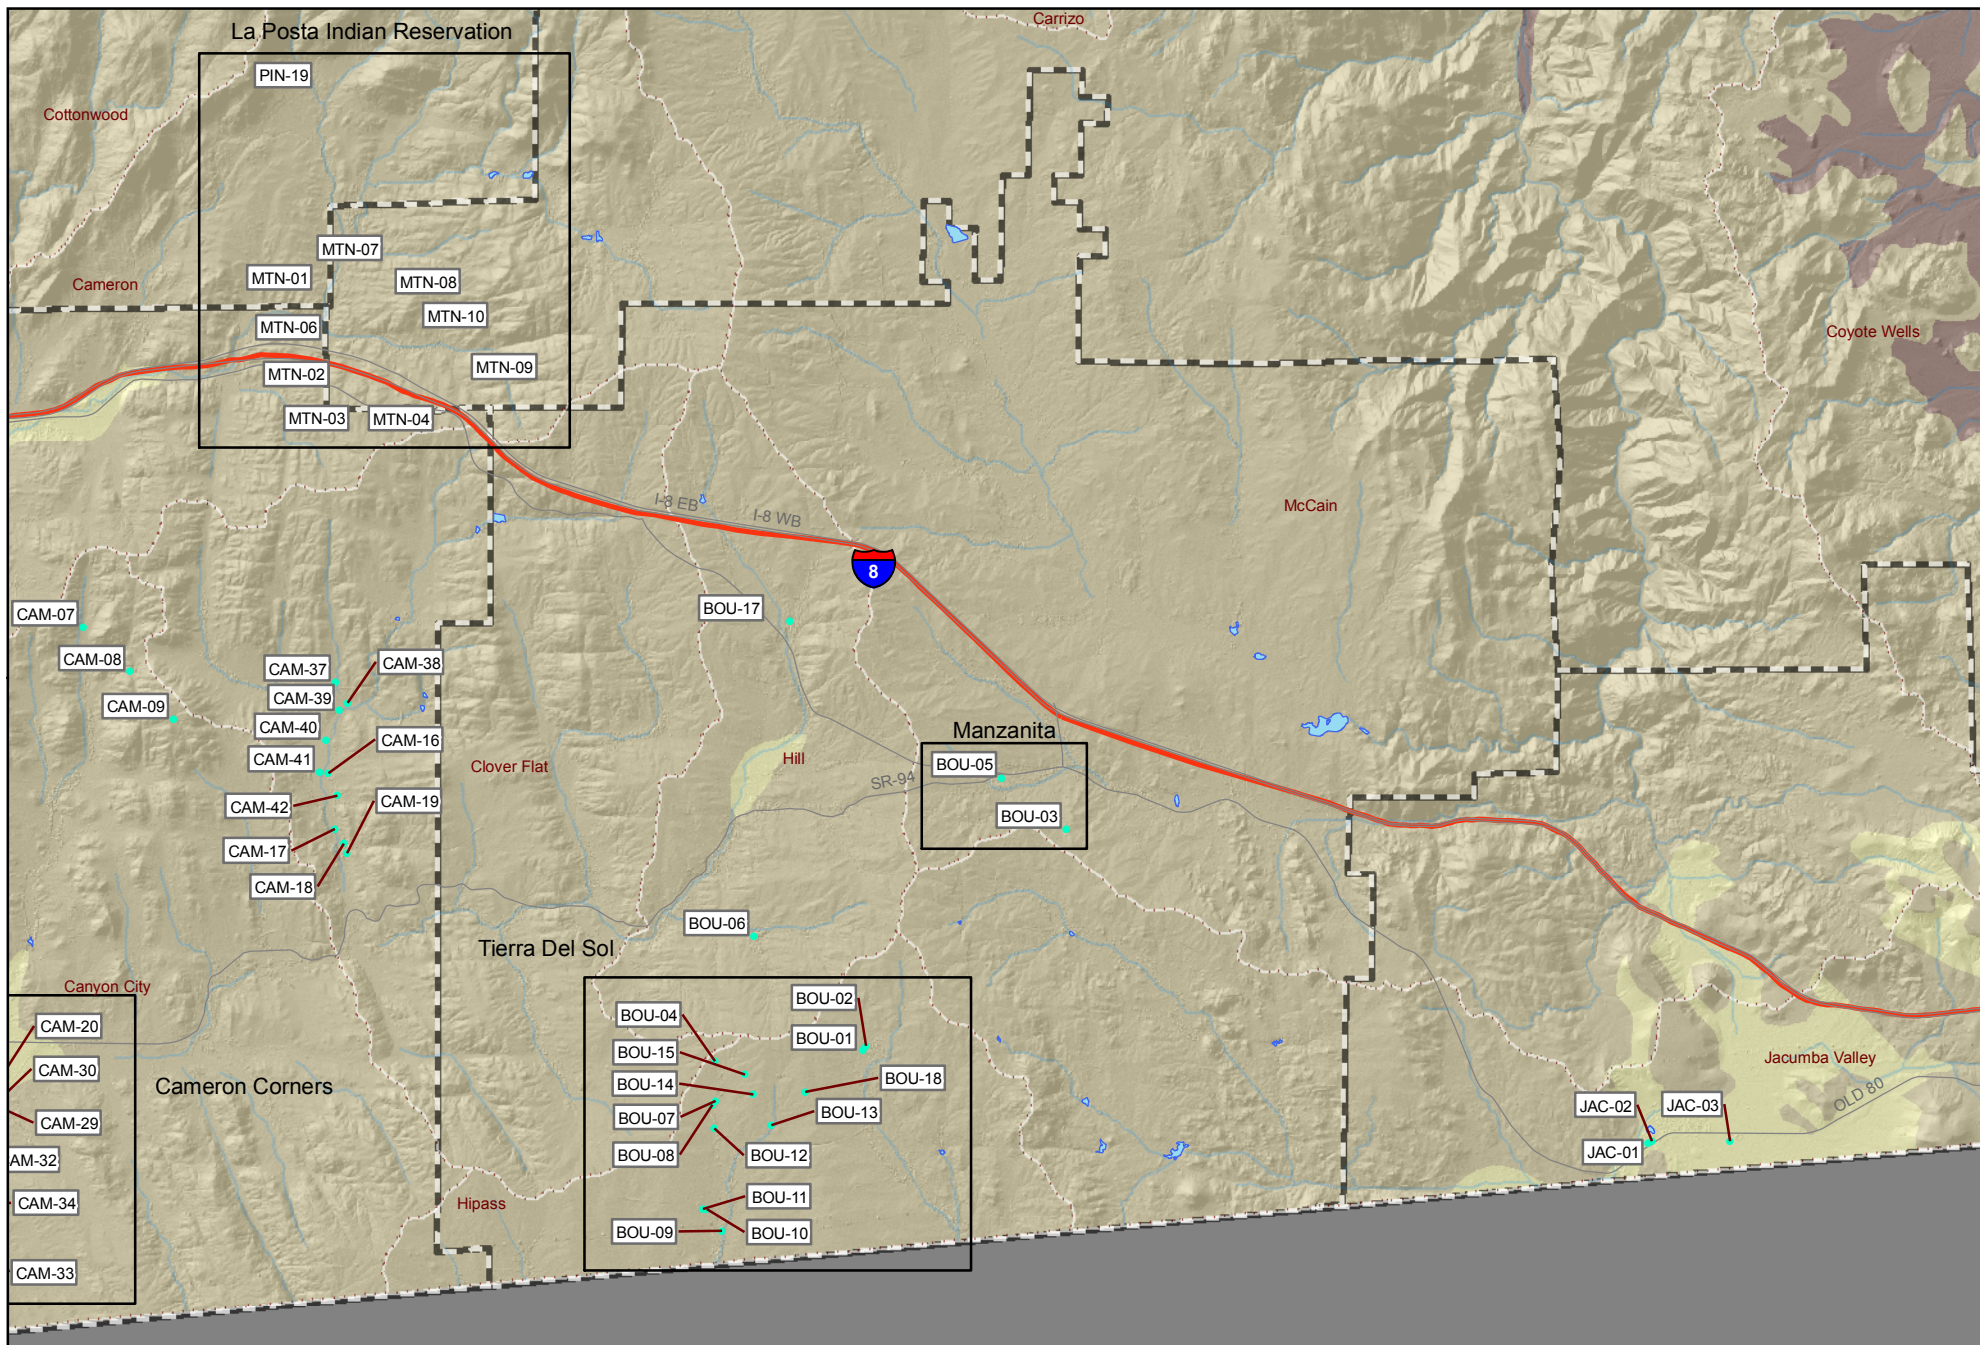 Carrizo
La Posta Indian Reservation
PIN-19
Cottonwood
MTN-07
MTN-01
MTN-08
Cameron
MTN-10
MTN-06
Coyote Wells
MTN-09
MTN-02
MTN-03
MTN-04
I-8 EB
I-8 WB
McCain
8
CAM-07
BOU-17
CAM-08
CAM-37
CAM-38
CAM-39
CAM-09
CAM-40
CAM-16
Manzanita
CAM-41
Clover Flat
Hill
BOU-05
SR-94
CAM-42
CAM-19
BOU-03
CAM-17
CAM-18
BOU-06
Tierra Del Sol
Canyon City
BOU-02
BOU-04
CAM-20
BOU-01
BOU-15
Jacumba Valley
CAM-30
BOU-14
BOU-18
Cameron Corners
OLD 80
JAC-02
JAC-03
BOU-07
BOU-13
CAM-29
JAC-01
BOU-08
BOU-12
AM-32
BOU-11
CAM-34
Hipass
BOU-09
BOU-10
CAM-33